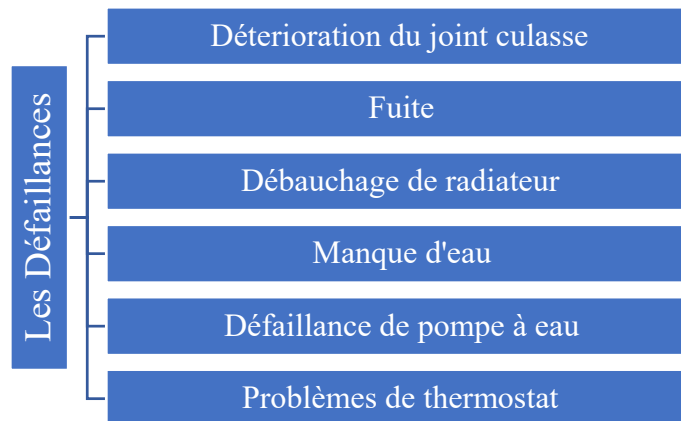 Les Défaillances
Déterioration du joint culasse
Fuite
Débauchage de radiateur
Manque d'eau
Défaillance de pompe à eau
Problèmes de thermostat